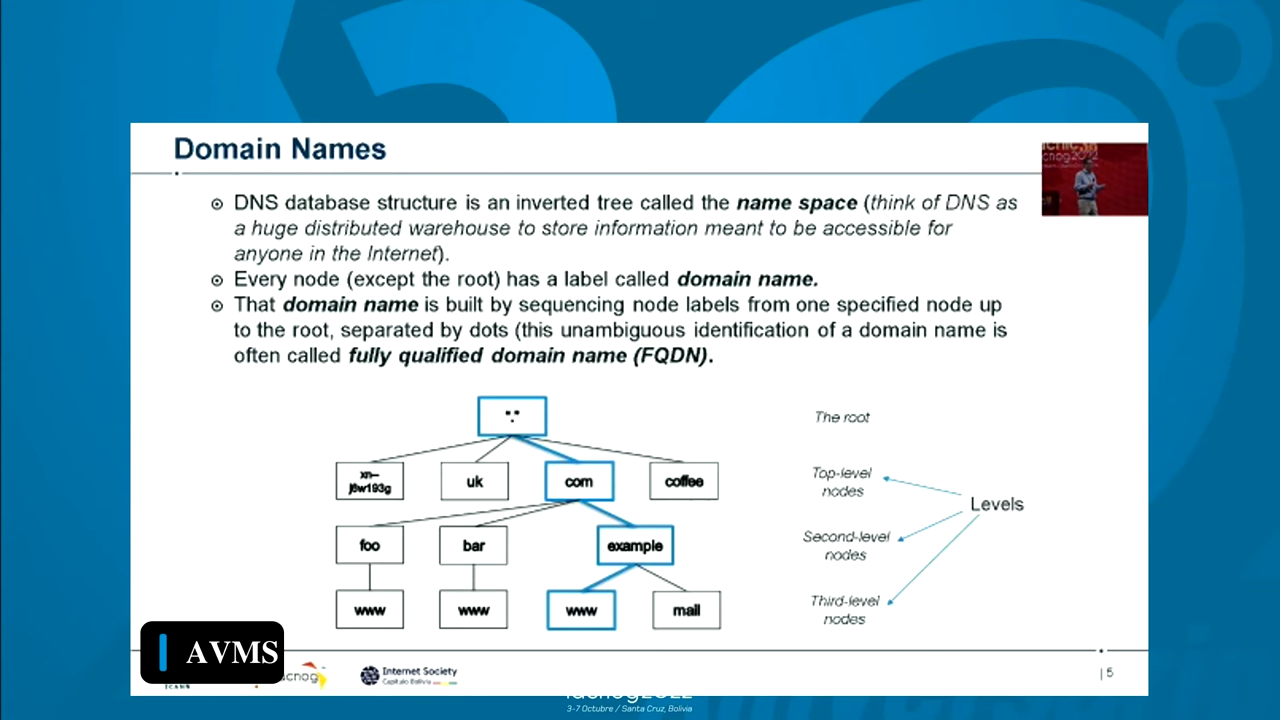 Domain Names
DNS database structure is an inverted tree called the name space (think of DNS as
a huge distributed warehouse to store information meant to be accessible for
anyone in the Internet).
Every node (except the root) has a label called domain name.
That domain name is built by sequencing node labels from one specified node up
to the root, separated by dots (this unambiguous identification of a domain name is
often called fully qualified domain name (FQDN).
The root
xn--
j6w193g
uk
com
coffee
Top-level
nodes
Levels
foo
bar
example
Second-level
nodes
www
www
www
mail
Third-level
nodes
AVMS
ICANN
Internet Society
Capítulo Bolivia
| 5
lacnog2022
3-7 Octubre / Santa Cruz, Bolivia